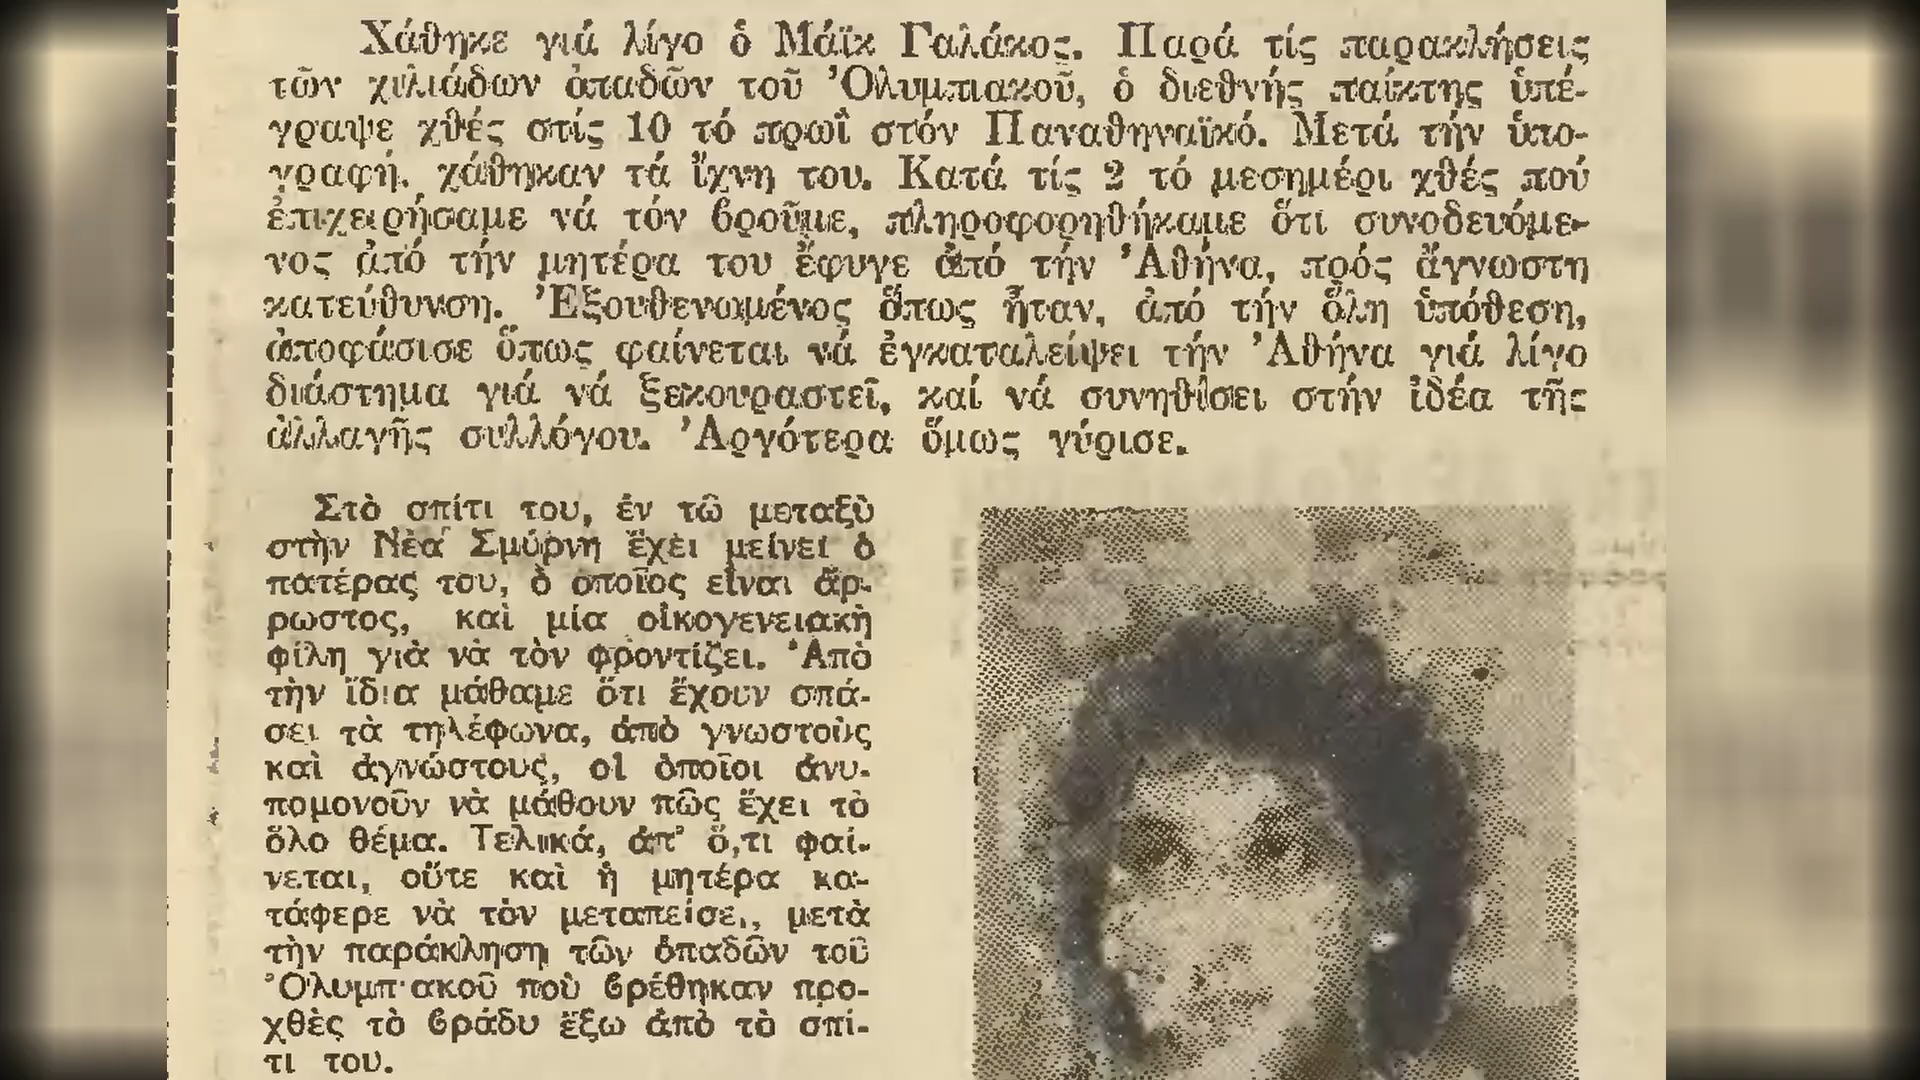 Χάθηκε γιά λίγο ὁ Μάϊκ Γαλάκος. Παρά τίς παρακλήσεις
τῶν χιλιάδων ὀπαδῶν τοῦ Ὀλυμπιακοῦ, ὁ διεθνής παίκτης ὑπέ-
γραψε χθές στίς 10 τό πρωΐ στόν Παναθηναϊκό. Μετά τήν ὑπο-
γραφή, χάθηκαν τά ἴχνη του. Κατά τίς 2 τό μεσημέρι χθές πού
ἐπιχειρήσαμε νά τόν βροῦμε, πληροφορηθήκαμε ὅτι συνοδευόμε-
νος ἀπό τήν μητέρα του ἔφυγε ἀπό τήν Ἀθήνα, πρός ἄγνωστη
κατεύθυνση. Ἐξουθενωμένος ὅπως ἦταν, ἀπό τήν ὅλη ὑπόθεση,
ἀποφάσισε ὅπως φαίνεται νά ἐγκαταλείψει τήν Ἀθήνα γιά λίγο
διάστημα γιά νά ξεκουραστεῖ, καί νά συνηθίσει στήν ἰδέα τῆς
ἀλλαγῆς συλλόγου. Ἀργότερα ὅμως γύρισε.
Στὸ σπίτι του, ἐν τῶ μεταξὺ
στὴν Νέα Σμύρνη ἔχει μείνει ὁ
πατέρας του, ὁ ὁποῖος εἶναι ἄρ-
ρωστος, καὶ μία οἰκογενειακὴ
φίλη γιὰ νὰ τὸν φροντίζει. Ἀπὸ
τὴν ἴδια μάθαμε ὅτι ἔχουν σπά-
σει τὰ τηλέφωνα, ἀπὸ γνωστοὺς
καὶ ἀγνώστους, οἱ ὁποῖοι ἀνυ-
πομονοῦν νὰ μάθουν πῶς ἔχει τὸ
ὅλο θέμα. Τελικά, ἀπ' ὅ,τι φαί-
νεται, οὔτε καὶ ἡ μητέρα κα-
τάφερε νὰ τὸν μεταπείσει, μετὰ
τὴν παράκληση τῶν ὀπαδῶν τοῦ
Ὀλυμπιακοῦ ποὺ βρέθηκαν προ-
χθὲς τὸ βράδυ ἔξω ἀπὸ τὸ σπί-
τι του.